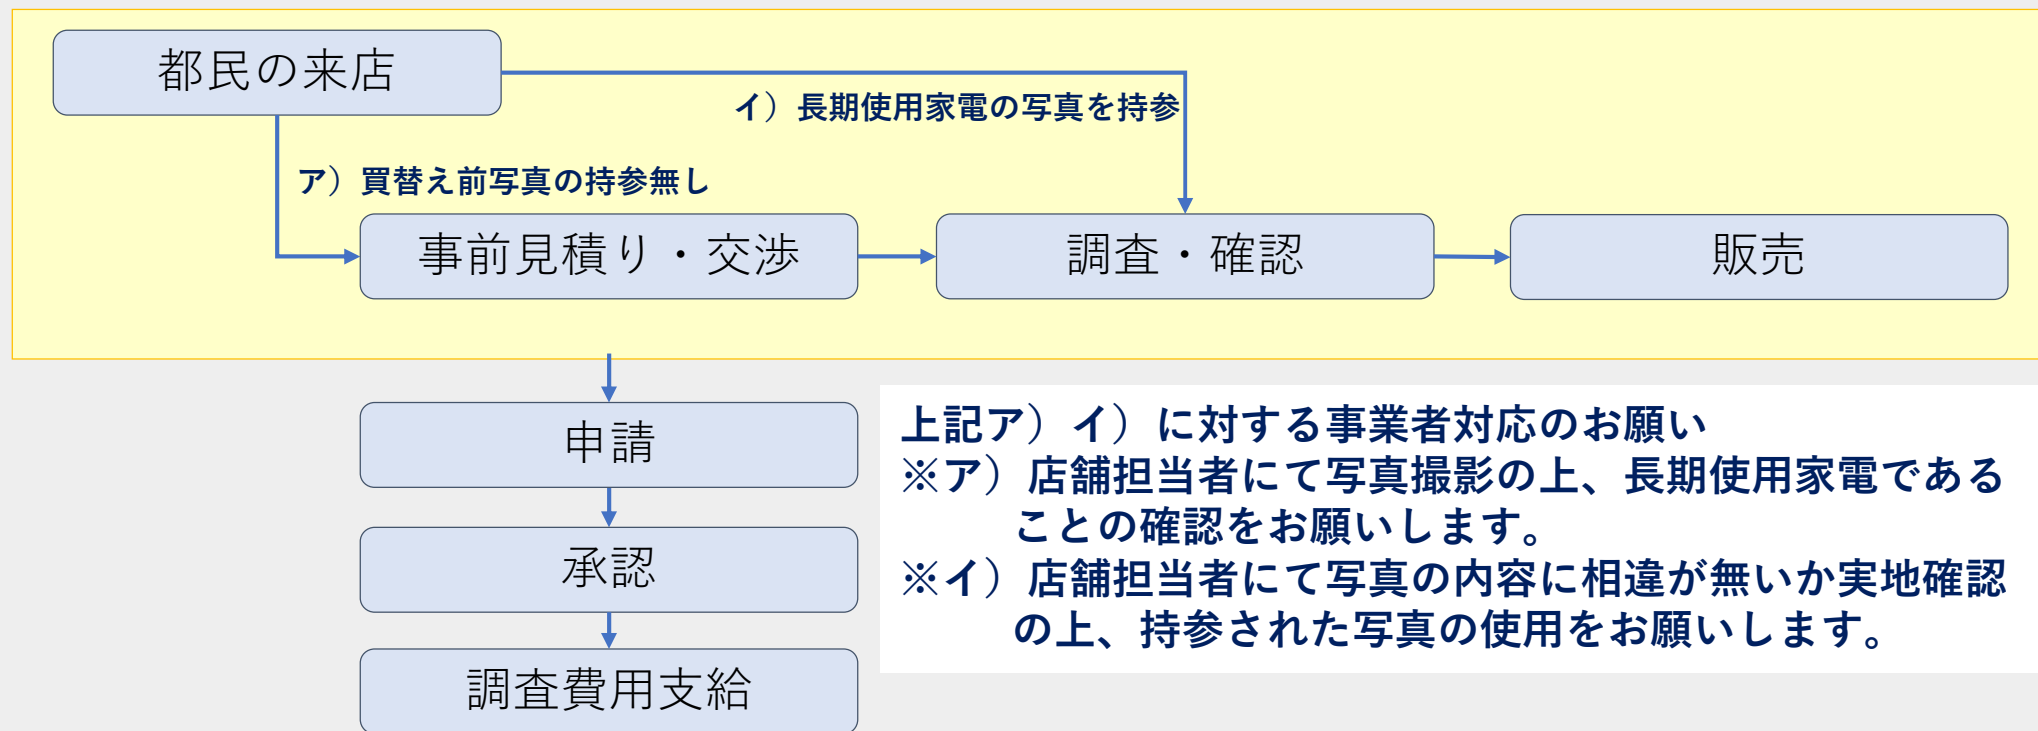 都民の来店
イ）長期使用家電の写真を持参
ア）買替え前写真の持参無し
事前見積り・交渉
調査・確認
販売
申請
承認
調査費用支給
上記ア）イ）に対する事業者対応のお願い
※ア）店舗担当者にて写真撮影の上、長期使用家電である
ことの確認をお願いします。
※イ）店舗担当者にて写真の内容に相違が無いか実地確認
の上、持参された写真の使用をお願いします。